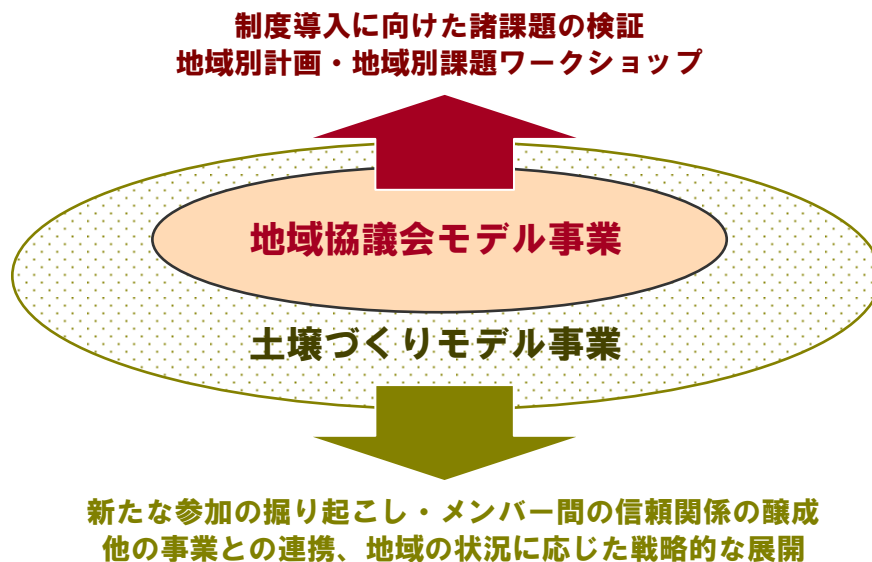 制度導入に向けた諸課題の検証
地域別計画・地域別課題ワークショップ
地域協議会モデル事業
土壌づくりモデル事業
新たな参加の掘り起こし・メンバー間の信頼関係の醸成
他の事業との連携、地域の状況に応じた戦略的な展開